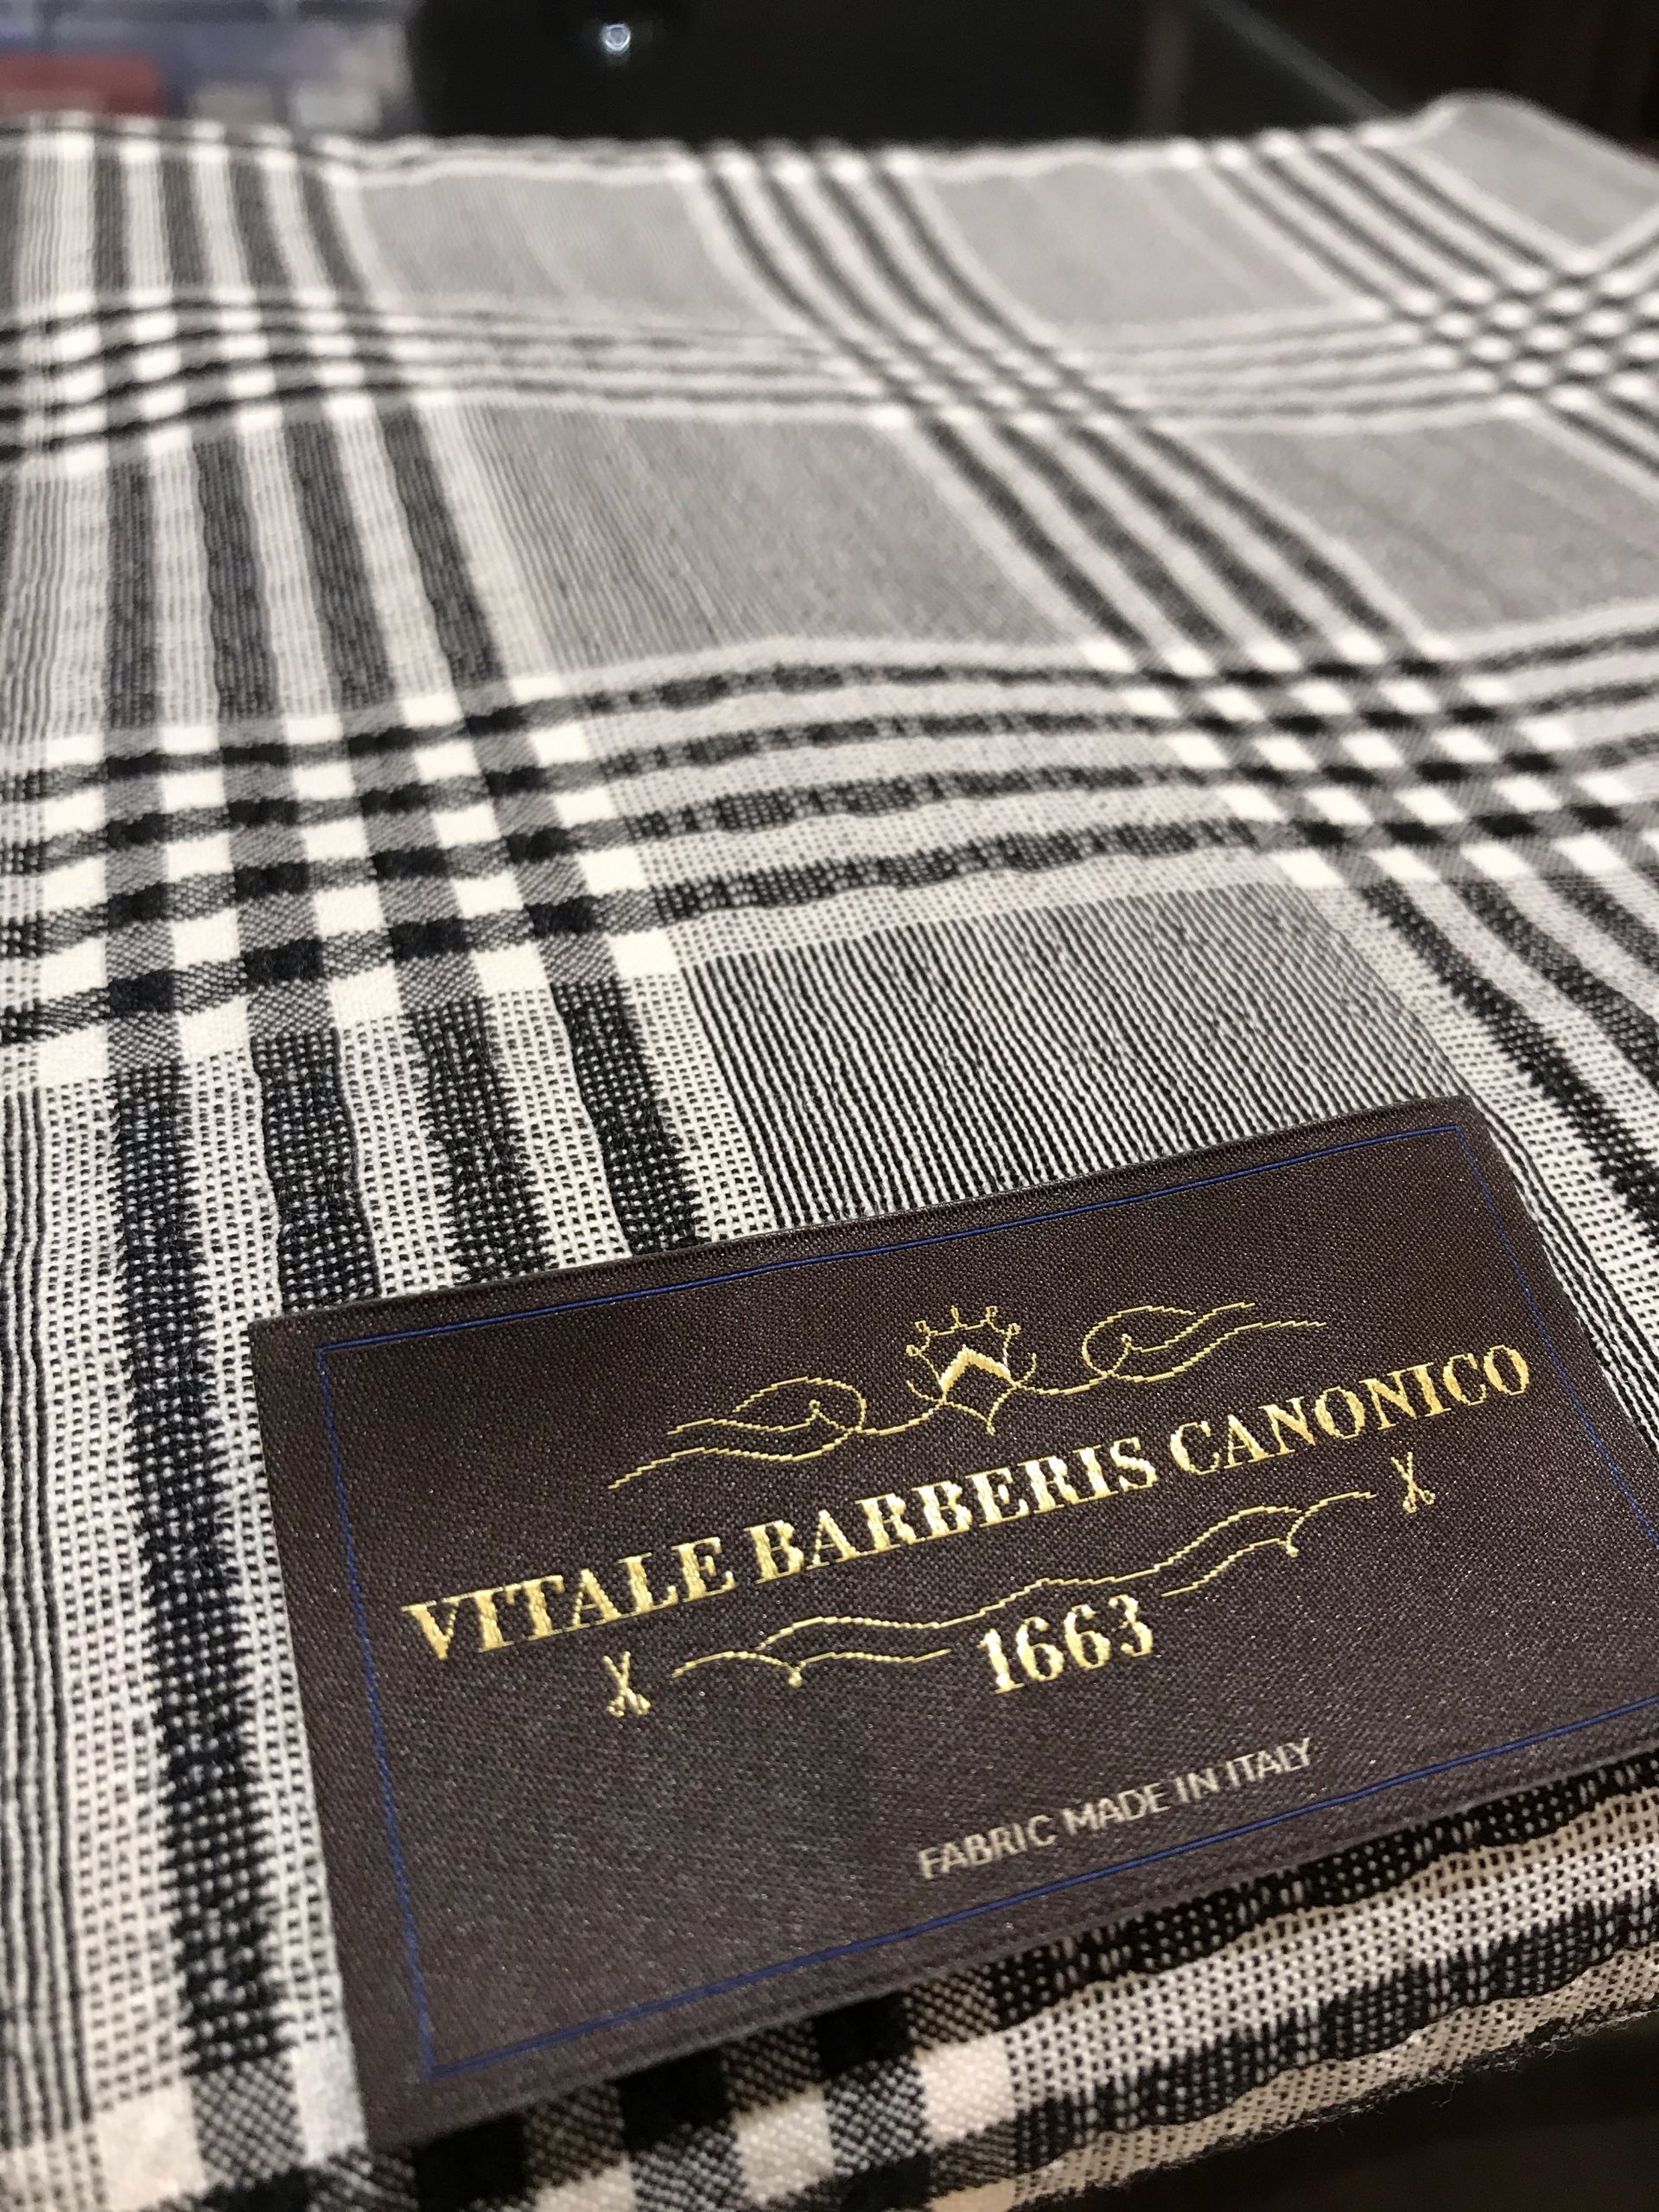 VITALE BARBERIS CANONICO
1663
FABRIC MADE IN ITALY